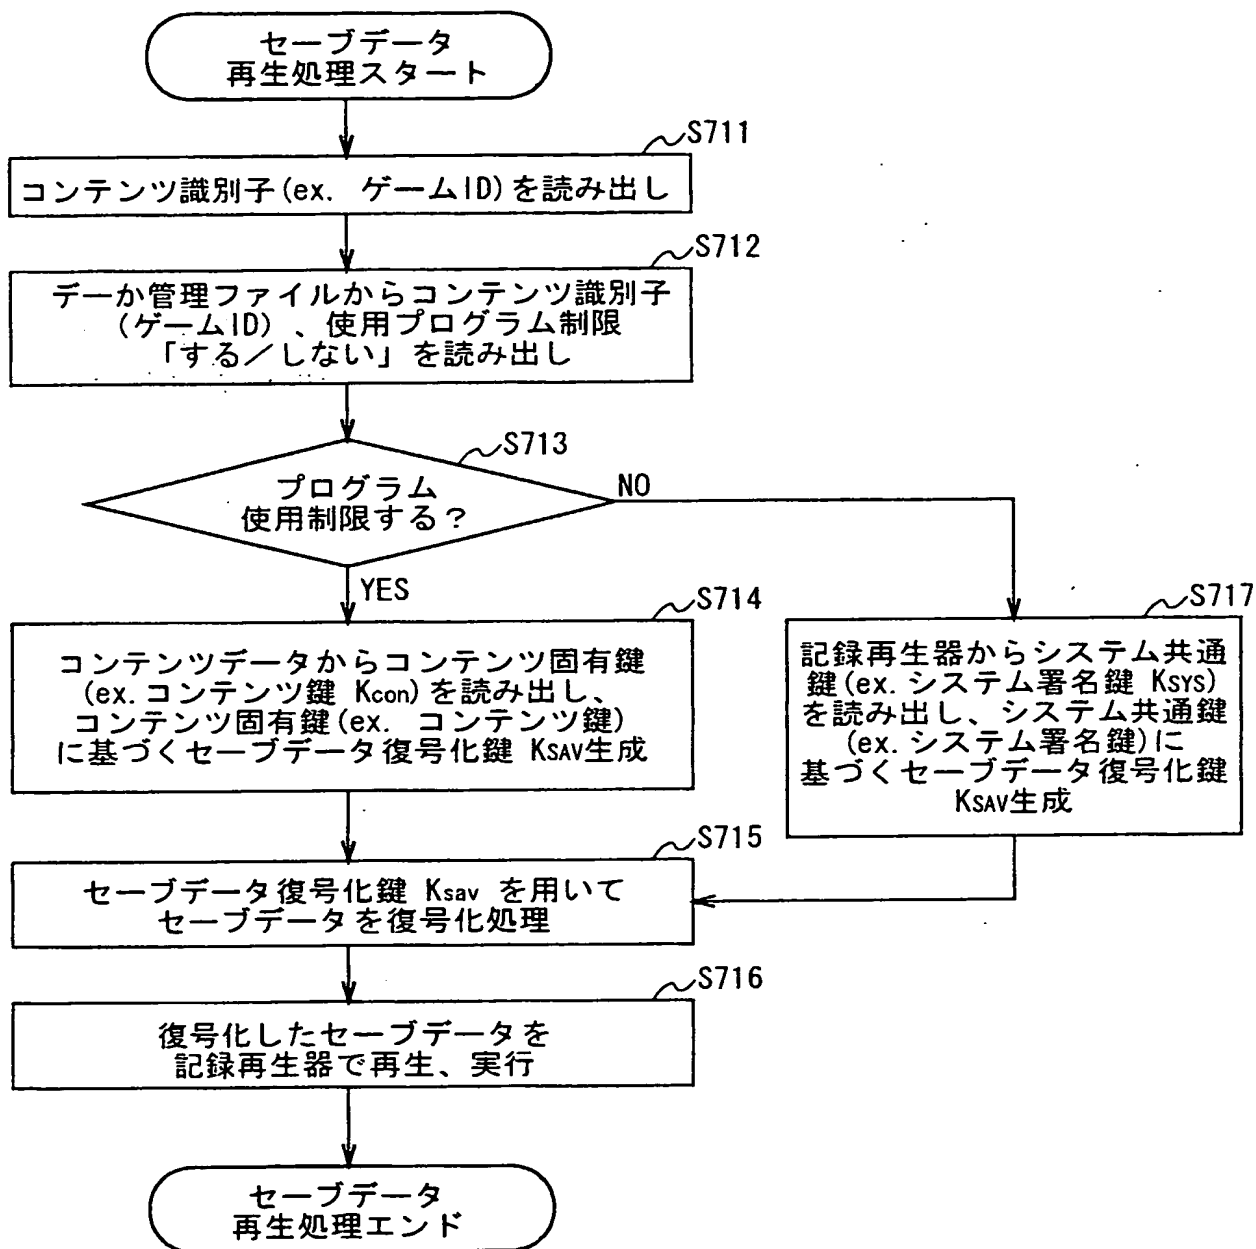 セーブデータ
再生処理スタート
S711
コンテンツ識別子(ex. ゲームID)を読み出し
S712
データ管理ファイルからコンテンツ識別子
(ゲームID) 、使用プログラム制限
「する/しない」を読み出し
S713
プログラム
使用制限する?
NO
YES
S714
コンテンツデータからコンテンツ固有鍵
(ex.コンテンツ鍵 Kcon)を読み出し、
コンテンツ固有鍵(ex. コンテンツ鍵)
に基づくセーブデータ復号化鍵 KSAV生成
S717
記録再生器からシステム共通
鍵(ex.システム署名鍵 KSYS)
を読み出し、システム共通鍵
(ex.システム署名鍵)に
基づくセーブデータ復号化鍵
KSAV生成
S715
セーブデータ復号化鍵 Ksav を用いて
セーブデータを復号化処理
S716
復号化したセーブデータを
記録再生器で再生、実行
セーブデータ
再生処理エンド